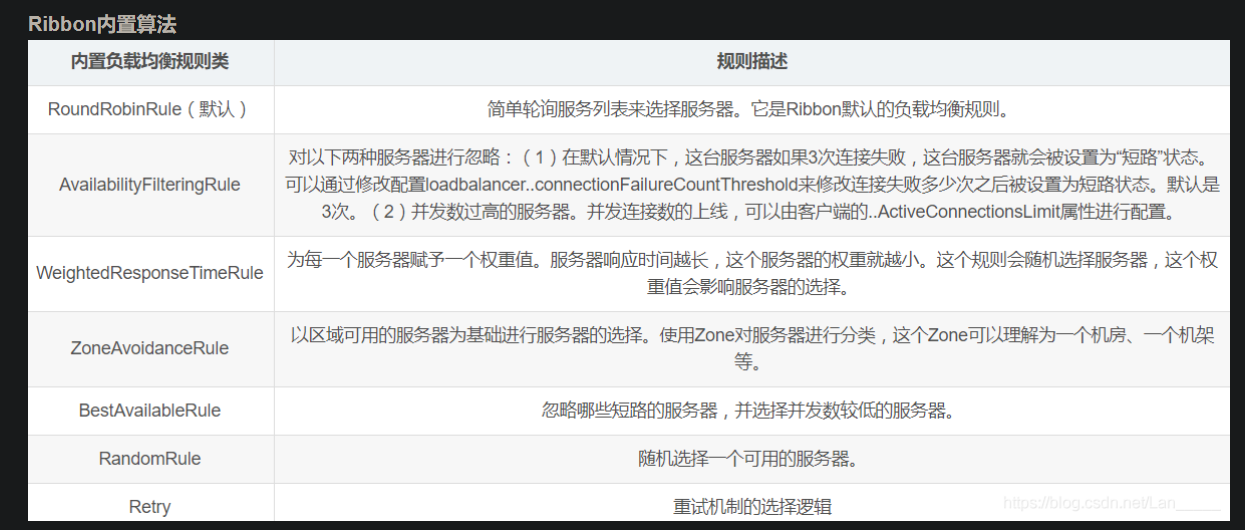 Ribbon内置算法
内置负载均衡规则类
规则描述
RoundRobinRule（默认）
简单轮询服务列表来选择服务器。它是Ribbon默认的负载均衡规则。
AvailabilityFilteringRule
对以下两种服务器进行忽略：（1）在默认情况下，这台服务器如果3次连接失败，这台服务器就会被设置为“短路”状态。
可以通过修改配置loadbalancer..connectionFailureCountThreshold来修改连接失败多少次之后被设置为短路状态。默认是
3次。（2）并发数过高的服务器。并发连接数的上线，可以由客户端的..ActiveConnectionsLimit属性进行配置。
WeightedResponseTimeRule
为每一个服务器赋予一个权重值。服务器响应时间越长，这个服务器的权重就越小。这个规则会随机选择服务器，这个权
重值会影响服务器的选择。
ZoneAvoidanceRule
以区域可用的服务器为基础进行服务器的选择。使用Zone对服务器进行分类，这个Zone可以理解为一个机房、一个机架
等。
BestAvailableRule
忽略哪些短路的服务器，并选择并发数较低的服务器。
RandomRule
随机选择一个可用的服务器。
Retry
重试机制的选择逻辑
https://blog.csdn.net/Lan_____